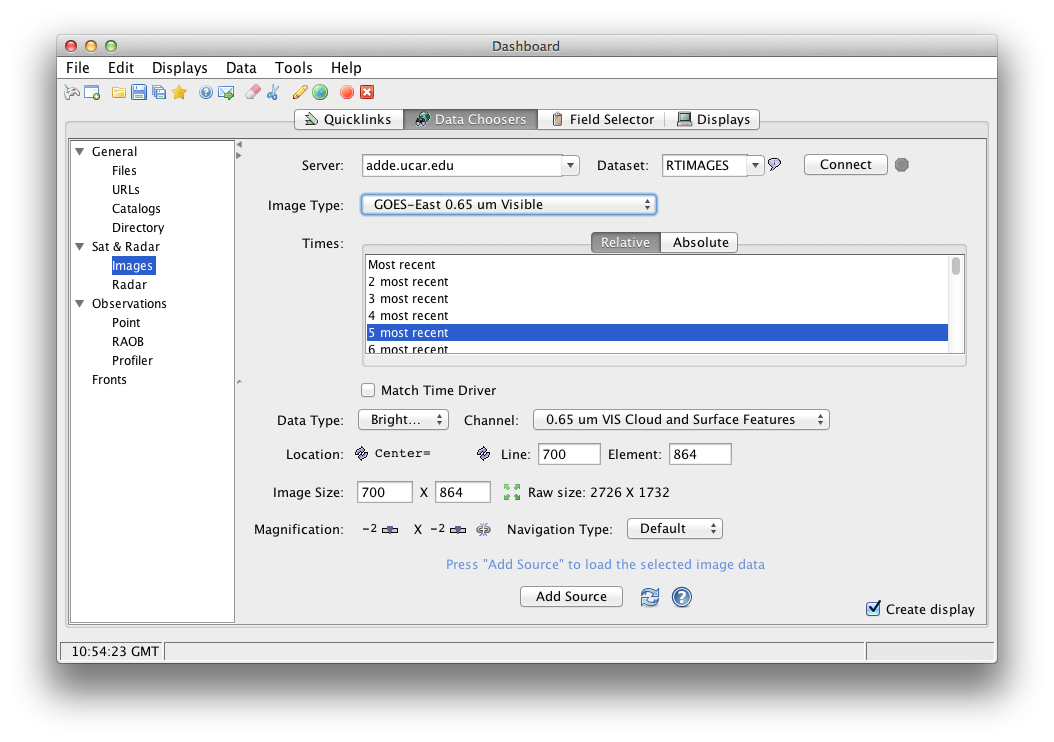 Dashboard
File Edit Displays Data Tools Help
Quicklinks Data Choosers Field Selector Displays
General
Files
URLs
Catalogs
Directory
Sat & Radar
Images
Radar
Observations
Point
RAOB
Profiler
Fronts
Server: adde.ucar.edu Dataset: RTIMAGES Connect
Image Type: GOES-East 0.65 um Visible
Times: Relative Absolute
Most recent
2 most recent
3 most recent
4 most recent
5 most recent
6 most recent
Match Time Driver
Data Type: Bright... Channel: 0.65 um VIS Cloud and Surface Features
Location: Center= Line: 700 Element: 864
Image Size: 700 X 864 Raw size: 2726 X 1732
Magnification: -2 X -2 Navigation Type: Default
Press "Add Source" to load the selected image data
Add Source
Create display
10:54:23 GMT